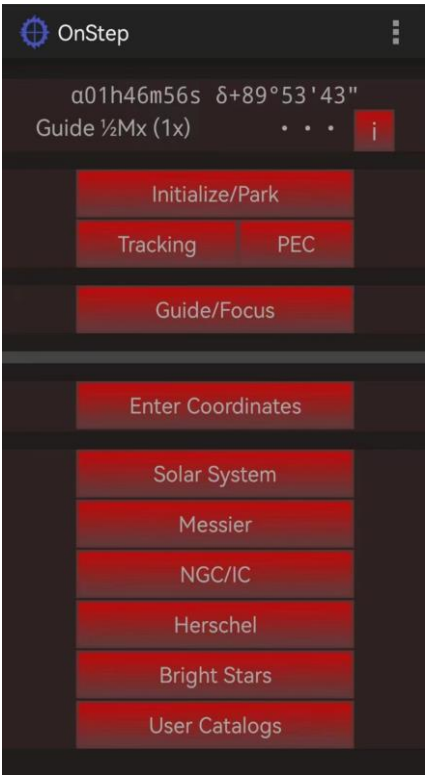 OnStep
α01h46m56s δ+89°53'43"
Guide ½Mx (1x) · · · i
Initialize/Park
Tracking PEC
Guide/Focus
Enter Coordinates
Solar System
Messier
NGC/IC
Herschel
Bright Stars
User Catalogs